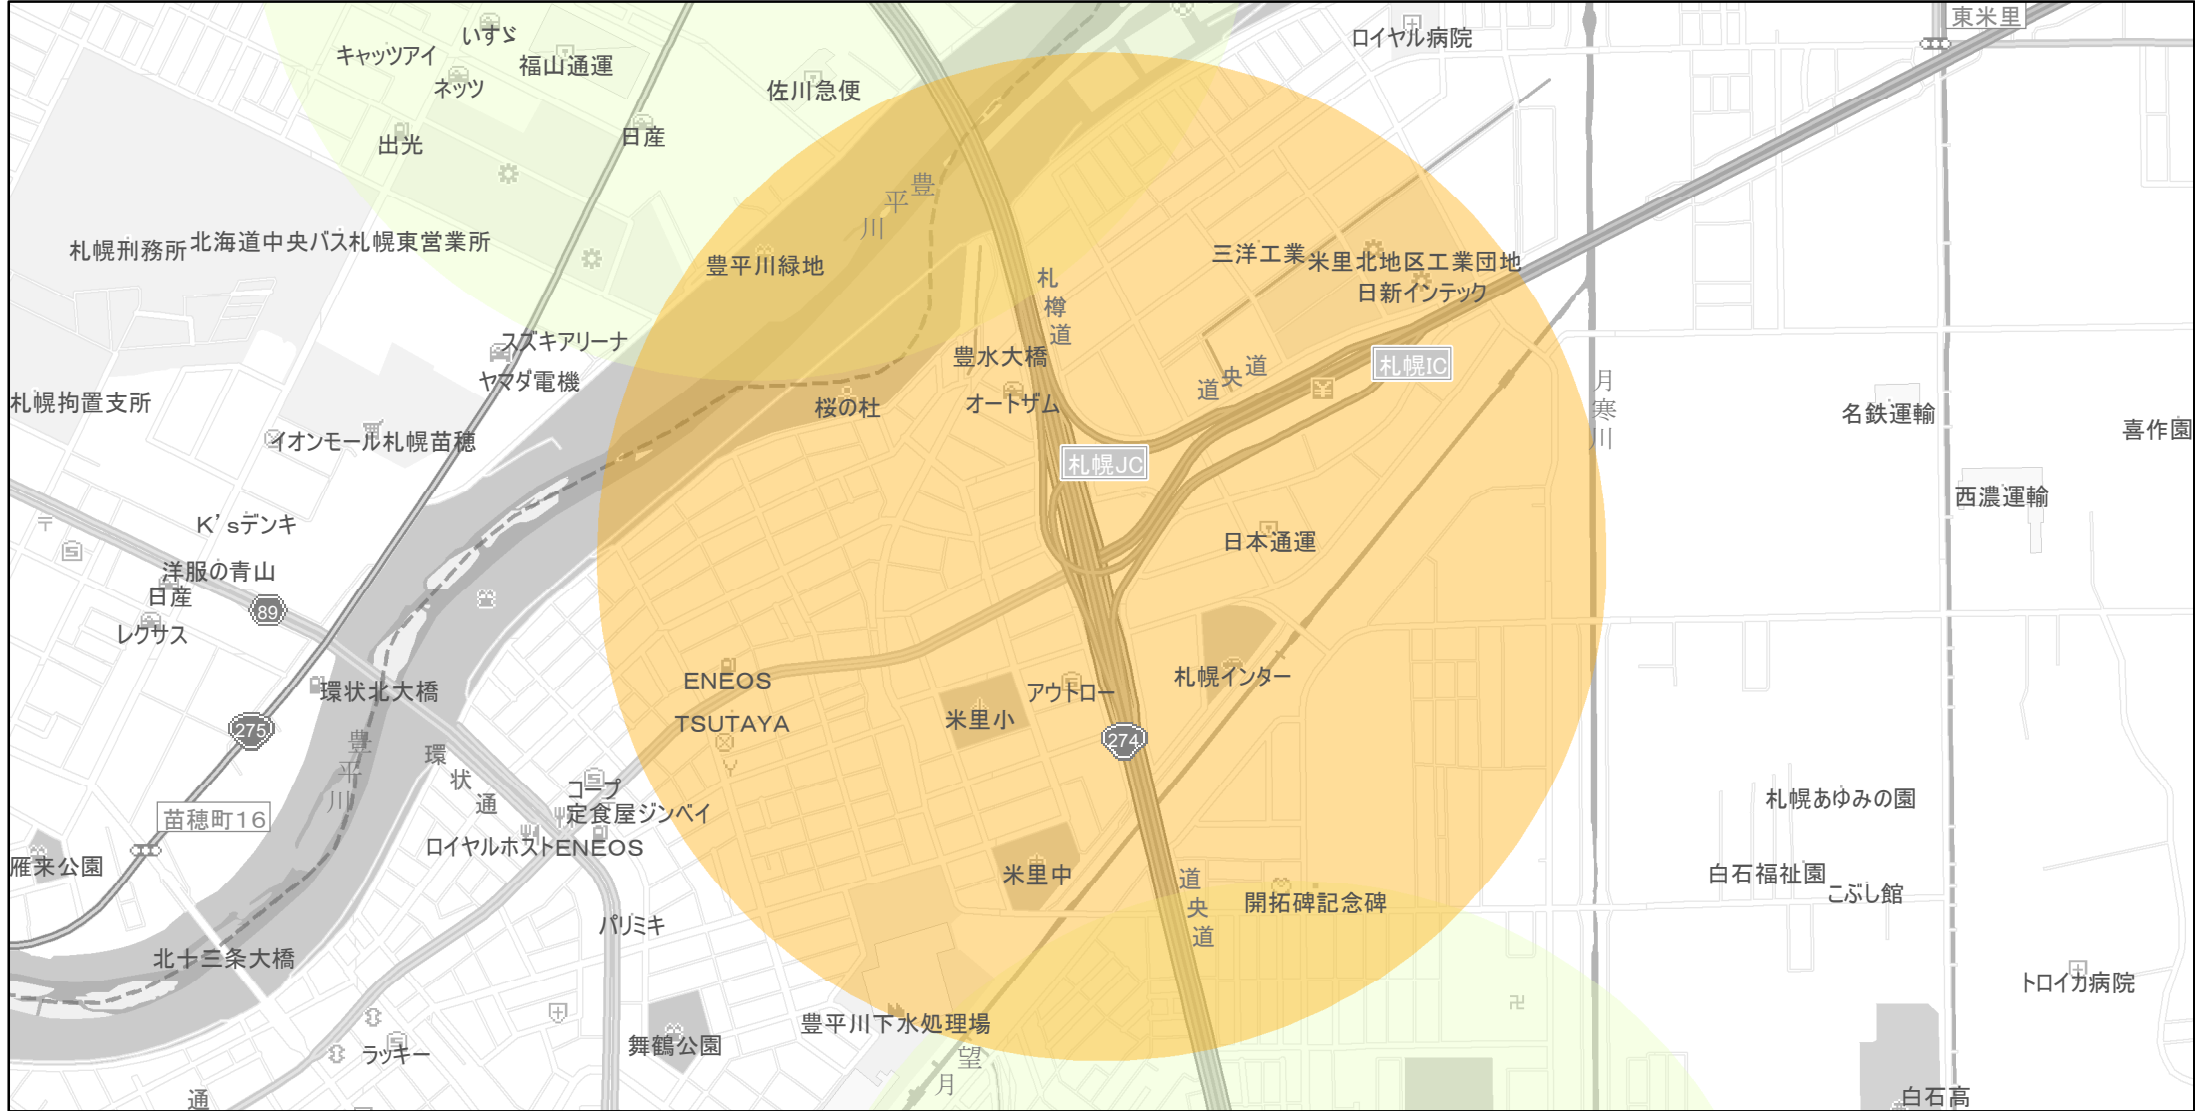 東米里
いすゞ
ロイヤル病院
キャッツアイ
福山通運
ネッツ
佐川急便
日産
出光
豊平川
札幌刑務所
北海道中央バス札幌東営業所
豊平川緑地
三洋工業
米里北地区工業団地
日新インテック
札樽道
スズキアリーナ
豊水大橋
道央道
札幌IC
ヤマダ電機
月寒川
札幌拘置支所
桜の杜
オートザム
名鉄運輸
喜作園
イオンモール札幌苗穂
札幌JC
西濃運輸
K'sデンキ
日本通運
洋服の青山
日産
89
レクサス
ENEOS
札幌インター
環状北大橋
アウトロー
米里小
TSUTAYA
275
274
豊平川
環状通
コープ
札幌あゆみの園
定食屋ジンベイ
苗穂町16
ロイヤルホスト
ENEOS
雁来公園
米里中
白石福祉園
道央道
こぶし館
開拓碑記念碑
パリミキ
北十三条大橋
トロイカ病院
豊平川下水処理場
舞鶴公園
ラッキー
望月
通
白石高